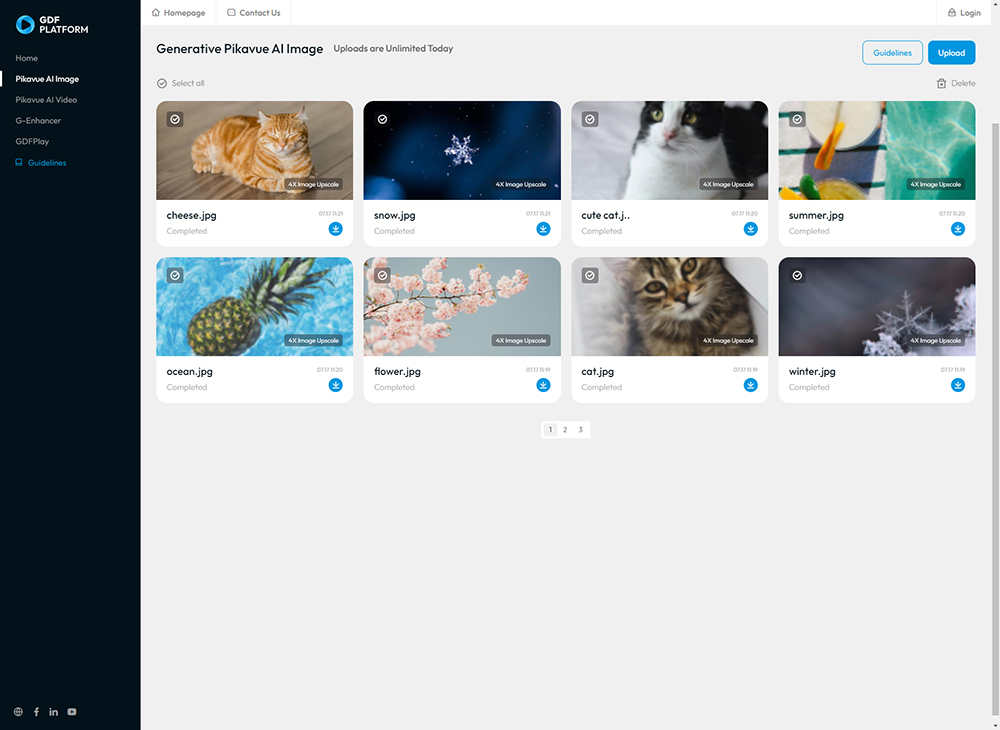 GDF
PLATFORM
Homepage
Contact Us
Login
Home
Pikavue AI Image
Pikavue AI Video
G-Enhancer
GDFPlay
Guidelines
Generative Pikavue AI Image
Uploads are Unlimited Today
Guidelines
Upload
Select all
Delete
4X Image Upscale
4X Image Upscale
4X Image Upscale
4X Image Upscale
cheese.jpg
07.17 11:21
Completed
snow.jpg
07.17 11:21
Completed
cute cat.j..
07.17 11:20
Completed
summer.jpg
07.17 11:20
Completed
4X Image Upscale
4X Image Upscale
4X Image Upscale
4X Image Upscale
ocean.jpg
07.17 11:20
Completed
flower.jpg
07.17 11:19
Completed
cat.jpg
07.17 11:19
Completed
winter.jpg
07.17 11:19
Completed
1 2 3